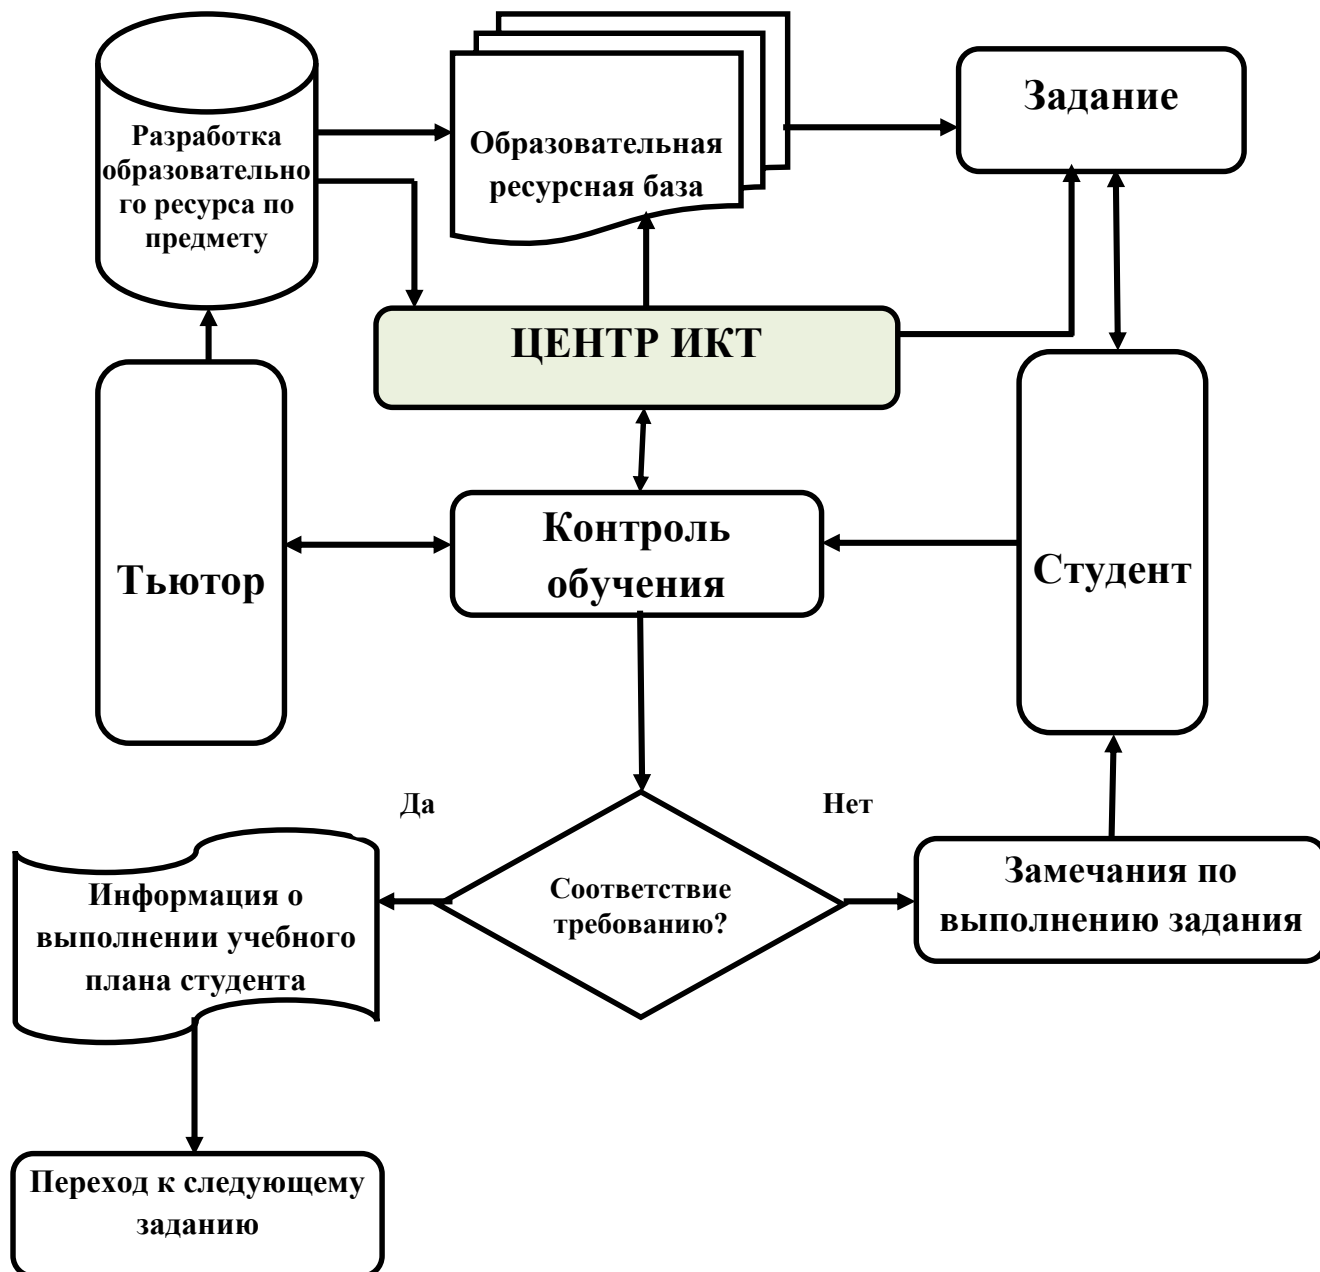 Разработка
образовательно
го ресурса по
предмету
Образовательная
ресурсная база
Задание
ЦЕНТР ИКТ
Тьютор
Контроль
обучения
Студент
Да
Нет
Информация о
выполнении учебного
плана студента
Соответствие
требованию?
Замечания по
выполнению задания
Переход к следующему
заданию